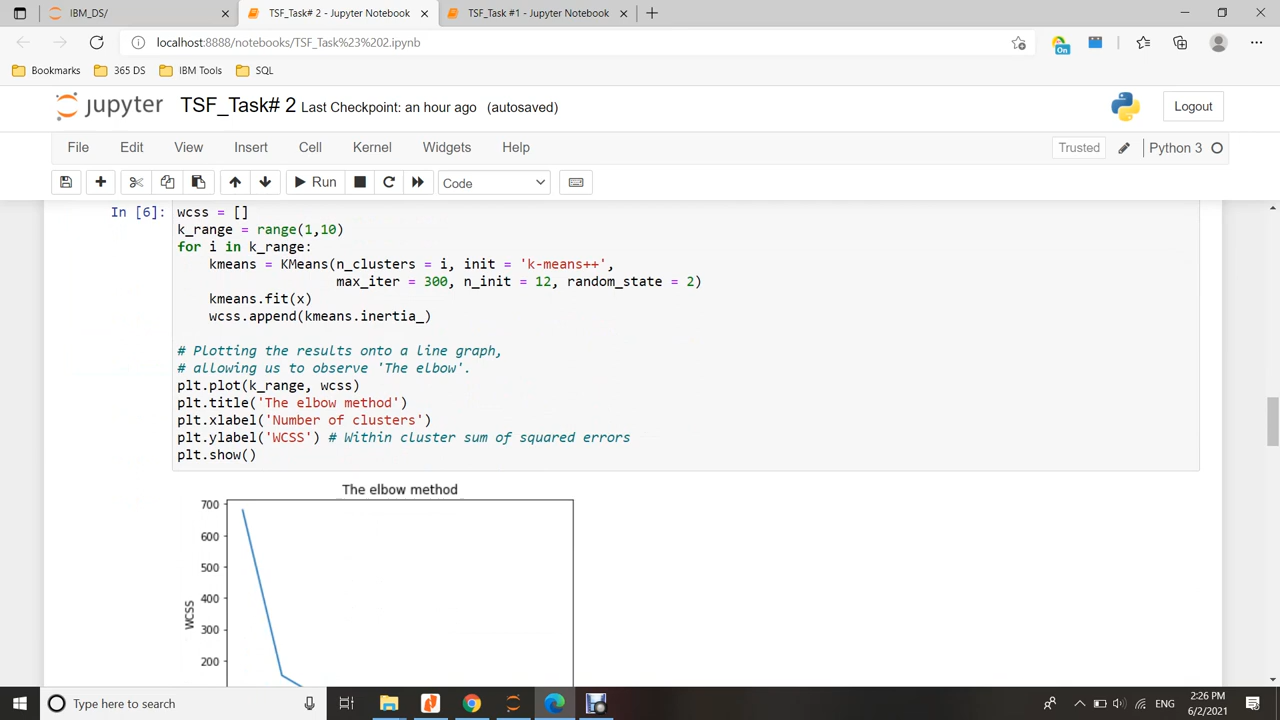 IBM_DS/
TSF_Task# 2 - Jupyter Notebook
TSF_Task #1 - Jupyter Notebook
localhost:8888/notebooks/TSF_Task%23%202.ipynb
On
Bookmarks
365 DS
IBM Tools
SQL
jupyter
TSF_Task# 2 Last Checkpoint: an hour ago (autosaved)
Logout
File Edit View Insert Cell Kernel Widgets Help
Trusted
Python 3
Run
Code
In [6]: wcss = []
k_range = range(1,10)
for i in k_range:
    kmeans = KMeans(n_clusters = i, init = 'k-means++',
                    max_iter = 300, n_init = 12, random_state = 2)
    kmeans.fit(x)
    wcss.append(kmeans.inertia_)
# Plotting the results onto a line graph,
# allowing us to observe 'The elbow'.
plt.plot(k_range, wcss)
plt.title('The elbow method')
plt.xlabel('Number of clusters')
plt.ylabel('WCSS') # Within cluster sum of squared errors
plt.show()
The elbow method
700
600
500
400
300
200
WCSS
Type here to search
ENG
2:26 PM
6/2/2021